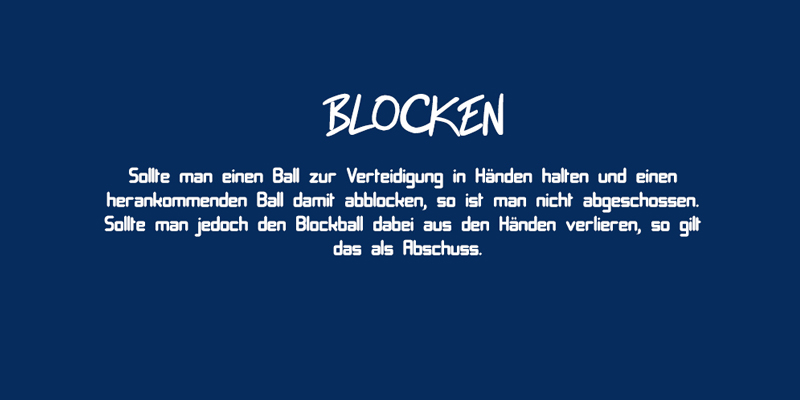 BLOCKEN
Sollte man einen Ball zur Verteidigung in Händen halten und einen
herankommenden Ball damit abblocken, so ist man nicht abgeschossen.
Sollte man jedoch den Blockball dabei aus den Händen verlieren, so gilt
das als Abschuss.